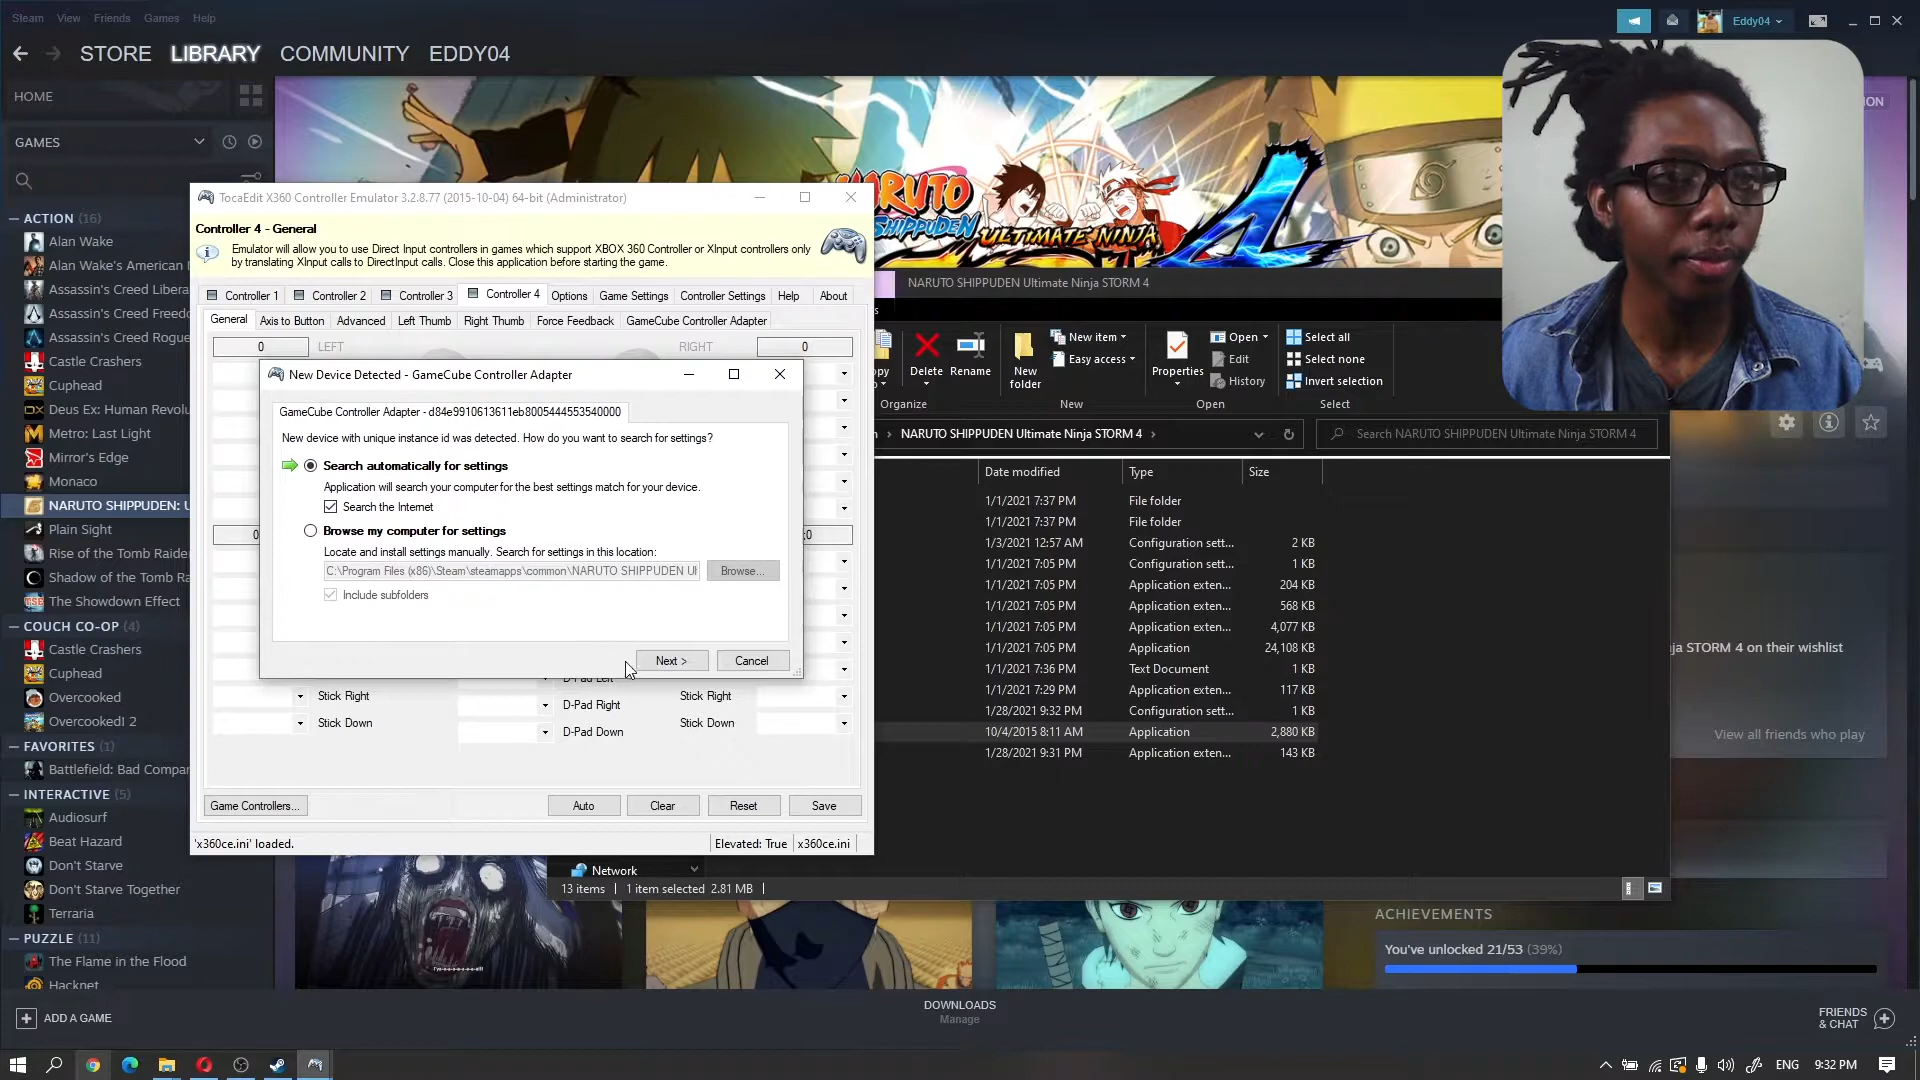 Steam View Friends Games Help
Eddy04
STORE LIBRARY COMMUNITY EDDY04
HOME
GAMES
ACTION (16)
Alan Wake
Alan Wake's American N
Assassin's Creed Libera
Assassin's Creed Freedo
Assassin's Creed Rogue
Castle Crashers
Cuphead
Deus Ex: Human Revolu
Metro: Last Light
Mirror's Edge
Monaco
NARUTO SHIPPUDEN: U
Plain Sight
Rise of the Tomb Raider
Shadow of the Tomb Ra
The Showdown Effect
COUCH CO-OP (4)
Castle Crashers
Cuphead
Overcooked
Overcooked! 2
FAVORITES (1)
Battlefield: Bad Compan
INTERACTIVE (5)
Audiosurf
Beat Hazard
Don't Starve
Don't Starve Together
Terraria
PUZZLE (11)
The Flame in the Flood
Hacknet
ADD A GAME
NARUTO
SHIPPUDEN
ULTIMATE NINJA
ION
TocaEdit X360 Controller Emulator 3.2.8.77 (2015-10-04) 64-bit (Administrator)
Controller 4 - General
Emulator will allow you to use Direct Input controllers in games which support XBOX 360 Controller or XInput controllers only
by translating XInput calls to DirectInput calls. Close this application before starting the game.
Controller 1 Controller 2 Controller 3 Controller 4 Options Game Settings Controller Settings Help About
General Axis to Button Advanced Left Thumb Right Thumb Force Feedback GameCube Controller Adapter
0 LEFT RIGHT 0
New Device Detected - GameCube Controller Adapter
GameCube Controller Adapter - d84e9910613611eb8005444553540000
New device with unique instance id was detected. How do you want to search for settings?
Search automatically for settings
Application will search your computer for the best settings match for your device.
Search the Internet
0 :0
Browse my computer for settings
Locate and install settings manually. Search for settings in this location:
C:\Program Files (x86)\Steam\steamapps\common\NARUTO SHIPPUDEN Ul Browse...
Include subfolders
Next > Cancel
D-Pad Left
Stick Right D-Pad Right Stick Right
Stick Down D-Pad Down Stick Down
Game Controllers... Auto Clear Reset Save
'x360ce.ini' loaded. Elevated: True x360ce.ini
NARUTO SHIPPUDEN Ultimate Ninja STORM 4
s
opy
Delete Rename New folder
New item
Easy access
Properties
Open
Edit
History
Select all
Select none
Invert selection
Organize New Open Select
n > NARUTO SHIPPUDEN Ultimate Ninja STORM 4 > Search NARUTO SHIPPUDEN Ultimate Ninja STORM 4
Date modified Type Size
1/1/2021 7:37 PM File folder
1/1/2021 7:37 PM File folder
1/3/2021 12:57 AM Configuration sett... 2 KB
1/1/2021 7:05 PM Configuration sett... 1 KB
1/1/2021 7:05 PM Application exten... 204 KB
1/1/2021 7:05 PM Application exten... 568 KB
1/1/2021 7:05 PM Application exten... 4,077 KB
1/1/2021 7:05 PM Application 24,108 KB
1/1/2021 7:36 PM Text Document 1 KB
1/1/2021 7:29 PM Application exten... 117 KB
1/28/2021 9:32 PM Configuration sett... 1 KB
10/4/2015 8:11 AM Application 2,880 KB
1/28/2021 9:31 PM Application exten... 143 KB
Network
13 items 1 item selected 2.81 MB
ja STORM 4 on their wishlist
View all friends who play
ACHIEVEMENTS
You've unlocked 21/53 (39%)
DOWNLOADS
Manage
FRIENDS
& CHAT
ENG 9:32 PM